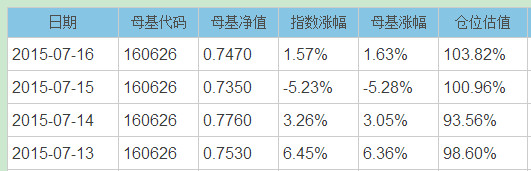 日期 母基代码 母基净值 指数涨幅 母基涨幅 仓位估值
2015-07-16 160626 0.7470 1.57% 1.63% 103.82%
2015-07-15 160626 0.7350 -5.23% -5.28% 100.96%
2015-07-14 160626 0.7760 3.26% 3.05% 93.56%
2015-07-13 160626 0.7530 6.45% 6.36% 98.60%